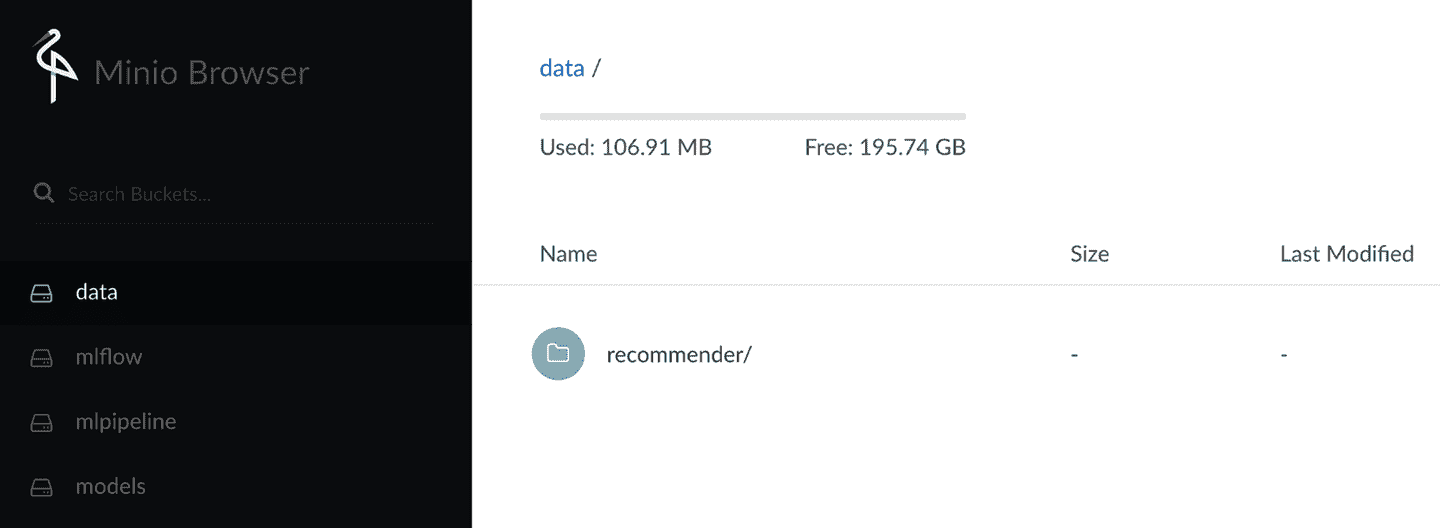 Minio Browser
Search Buckets...
data
mlflow
mlpipeline
models
data /
Used: 106.91 MB Free: 195.74 GB
Name Size Last Modified
recommender/ - -